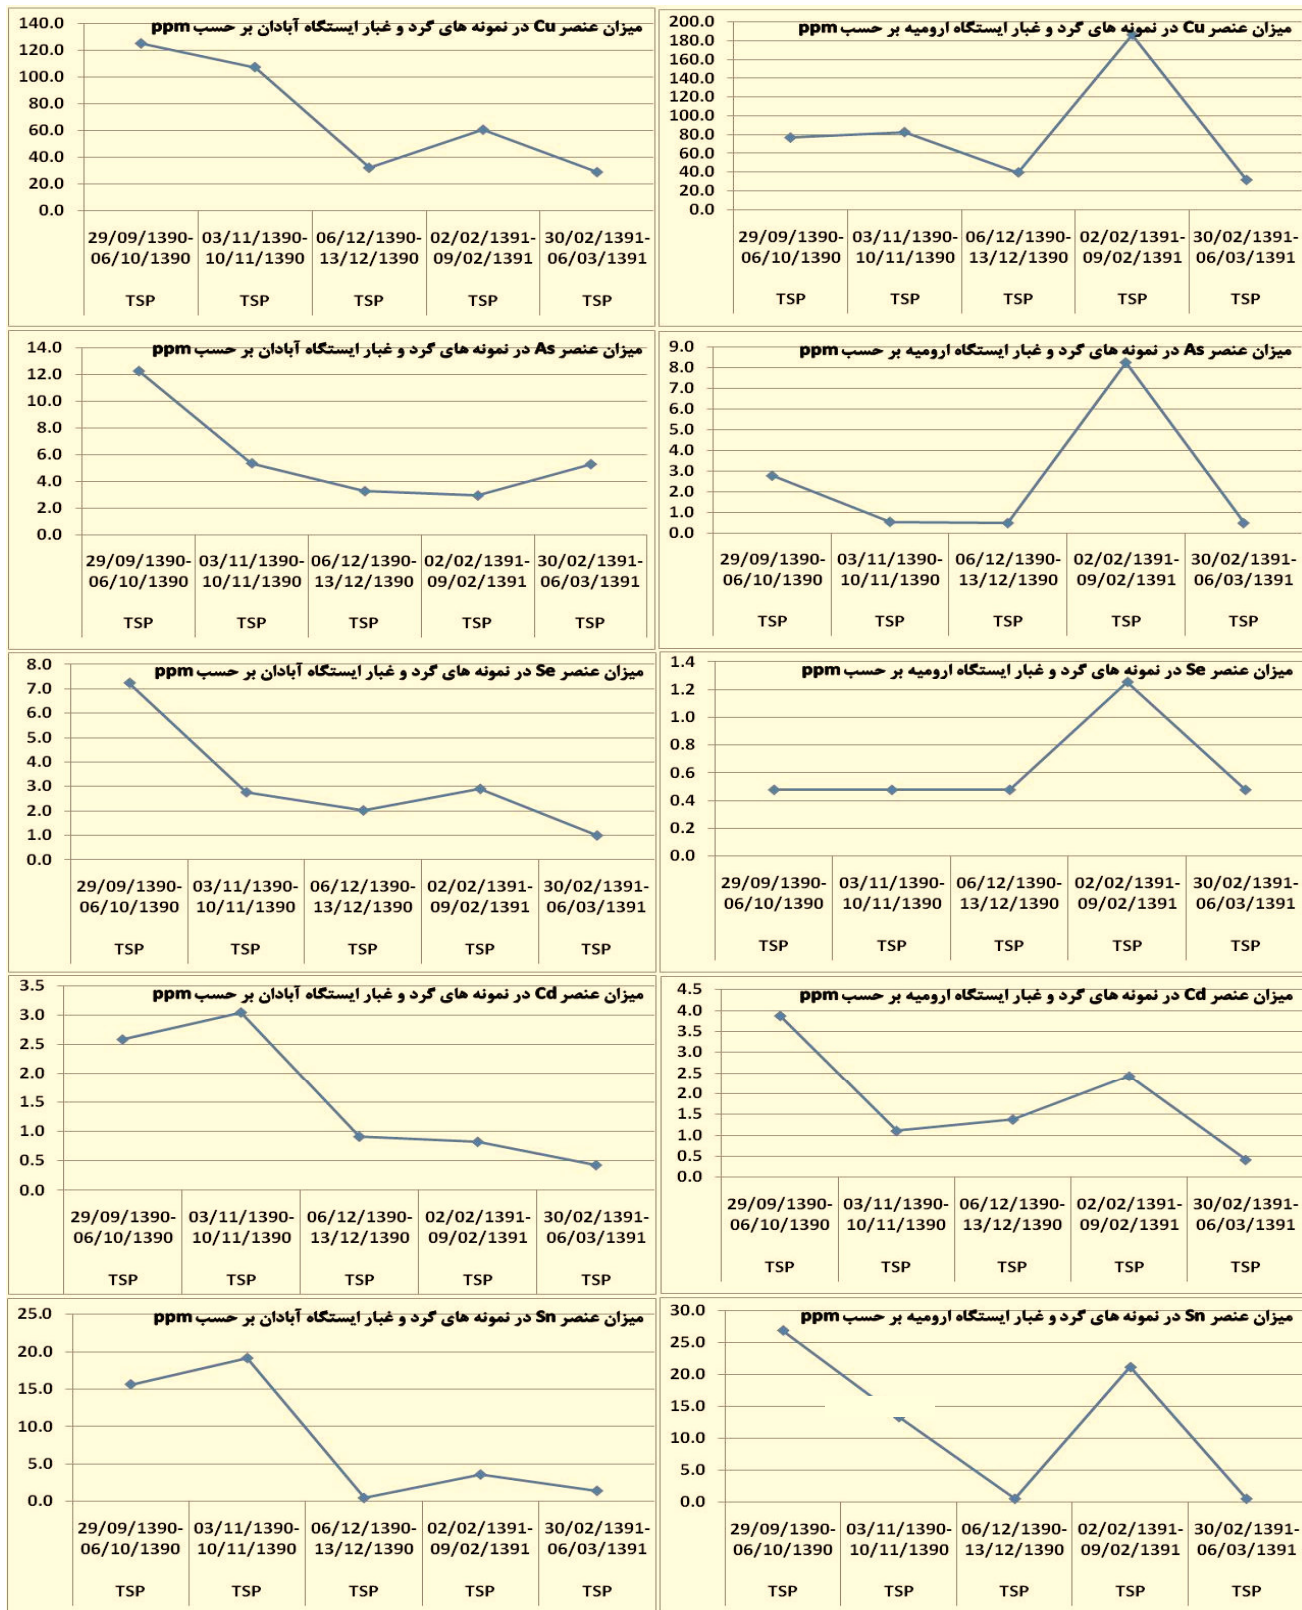 میزان عنصر Cu در نمونه های گرد و غبار ایستگاه آبادان بر حسب ppm
140.0
120.0
100.0
80.0
60.0
40.0
20.0
0.0
29/09/1390- 03/11/1390- 06/12/1390- 02/02/1391- 30/02/1391-
06/10/1390 10/11/1390 13/12/1390 09/02/1391 06/03/1391
TSP TSP TSP TSP TSP
میزان عنصر Cu در نمونه های گرد و غبار ایستگاه ارومیه بر حسب ppm
200.0
180.0
160.0
140.0
120.0
100.0
80.0
60.0
40.0
20.0
0.0
29/09/1390- 03/11/1390- 06/12/1390- 02/02/1391- 30/02/1391-
06/10/1390 10/11/1390 13/12/1390 09/02/1391 06/03/1391
TSP TSP TSP TSP TSP
میزان عنصر As در نمونه های گرد و غبار ایستگاه آبادان بر حسب ppm
14.0
12.0
10.0
8.0
6.0
4.0
2.0
0.0
29/09/1390- 03/11/1390- 06/12/1390- 02/02/1391- 30/02/1391-
06/10/1390 10/11/1390 13/12/1390 09/02/1391 06/03/1391
TSP TSP TSP TSP TSP
میزان عنصر As در نمونه های گرد و غبار ایستگاه ارومیه بر حسب ppm
9.0
8.0
7.0
6.0
5.0
4.0
3.0
2.0
1.0
0.0
29/09/1390- 03/11/1390- 06/12/1390- 02/02/1391- 30/02/1391-
06/10/1390 10/11/1390 13/12/1390 09/02/1391 06/03/1391
TSP TSP TSP TSP TSP
میزان عنصر Se در نمونه های گرد و غبار ایستگاه آبادان بر حسب ppm
8.0
7.0
6.0
5.0
4.0
3.0
2.0
1.0
0.0
29/09/1390- 03/11/1390- 06/12/1390- 02/02/1391- 30/02/1391-
06/10/1390 10/11/1390 13/12/1390 09/02/1391 06/03/1391
TSP TSP TSP TSP TSP
میزان عنصر Se در نمونه های گرد و غبار ایستگاه ارومیه بر حسب ppm
1.4
1.2
1.0
0.8
0.6
0.4
0.2
0.0
29/09/1390- 03/11/1390- 06/12/1390- 02/02/1391- 30/02/1391-
06/10/1390 10/11/1390 13/12/1390 09/02/1391 06/03/1391
TSP TSP TSP TSP TSP
میزان عنصر Cd در نمونه های گرد و غبار ایستگاه آبادان بر حسب ppm
3.5
3.0
2.5
2.0
1.5
1.0
0.5
0.0
29/09/1390- 03/11/1390- 06/12/1390- 02/02/1391- 30/02/1391-
06/10/1390 10/11/1390 13/12/1390 09/02/1391 06/03/1391
TSP TSP TSP TSP TSP
میزان عنصر Cd در نمونه های گرد و غبار ایستگاه ارومیه بر حسب ppm
4.5
4.0
3.5
3.0
2.5
2.0
1.5
1.0
0.5
0.0
29/09/1390- 03/11/1390- 06/12/1390- 02/02/1391- 30/02/1391-
06/10/1390 10/11/1390 13/12/1390 09/02/1391 06/03/1391
TSP TSP TSP TSP TSP
میزان عنصر Sn در نمونه های گرد و غبار ایستگاه آبادان بر حسب ppm
25.0
20.0
15.0
10.0
5.0
0.0
29/09/1390- 03/11/1390- 06/12/1390- 02/02/1391- 30/02/1391-
06/10/1390 10/11/1390 13/12/1390 09/02/1391 06/03/1391
TSP TSP TSP TSP TSP
میزان عنصر Sn در نمونه های گرد و غبار ایستگاه ارومیه بر حسب ppm
30.0
25.0
20.0
15.0
10.0
5.0
0.0
29/09/1390- 03/11/1390- 06/12/1390- 02/02/1391- 30/02/1391-
06/10/1390 10/11/1390 13/12/1390 09/02/1391 06/03/1391
TSP TSP TSP TSP TSP